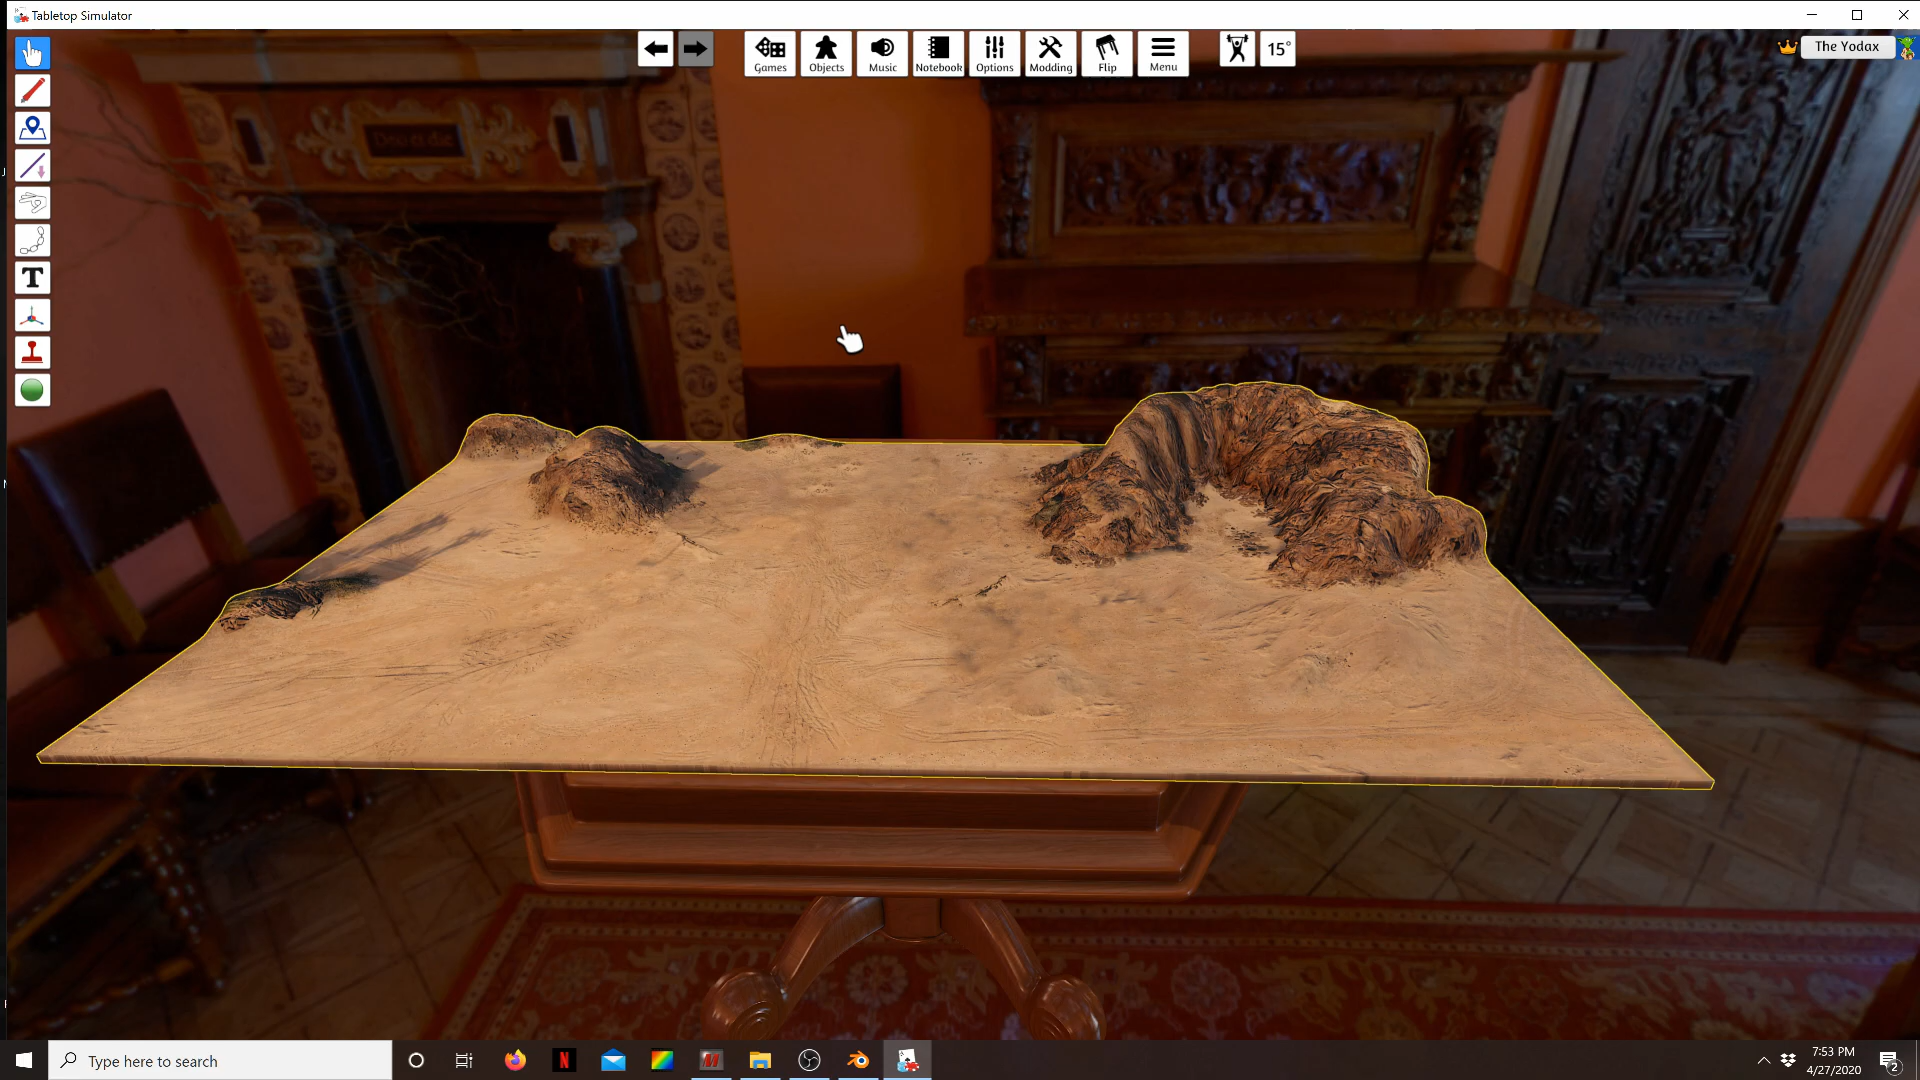 Tabletop Simulator
Games
Objects
Music
Notebook
Options
Modding
Flip
Menu
15°
The Yodax
T
Type here to search
N
M
7:53 PM
4/27/2020
2